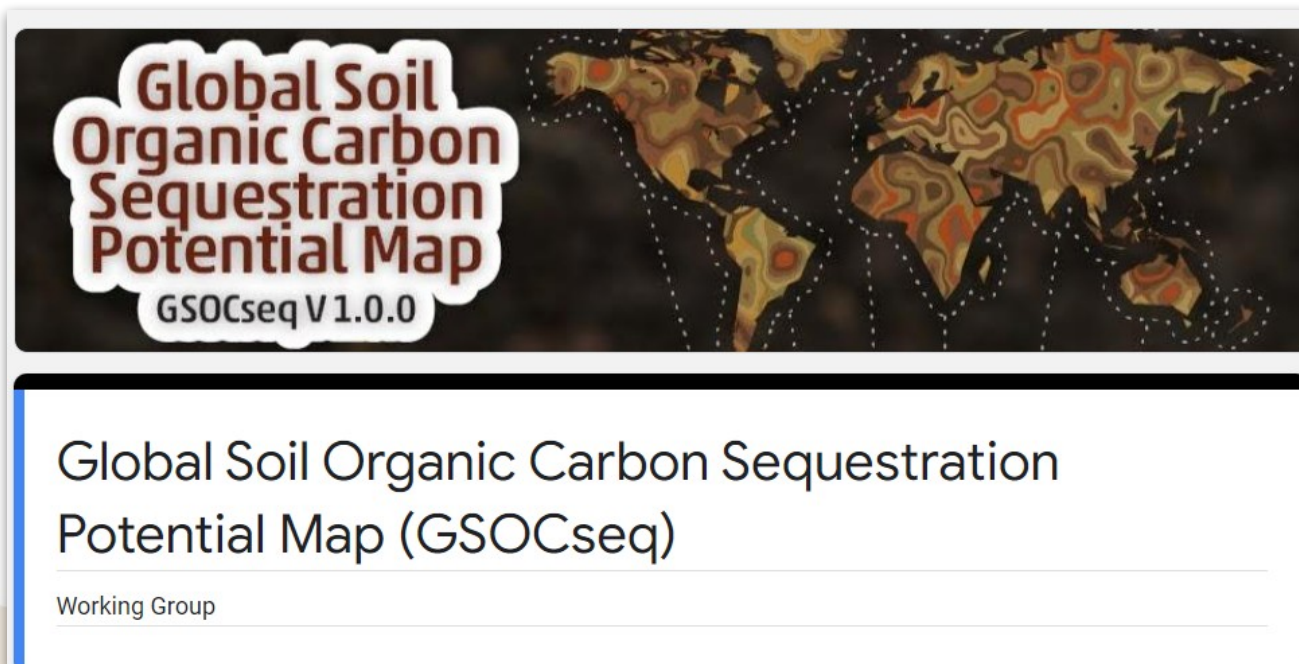 Global Soil
Organic Carbon
Sequestration
Potential Map
GSOCseq V 1.0.0
Global Soil Organic Carbon Sequestration
Potential Map (GSOCseq)
Working Group